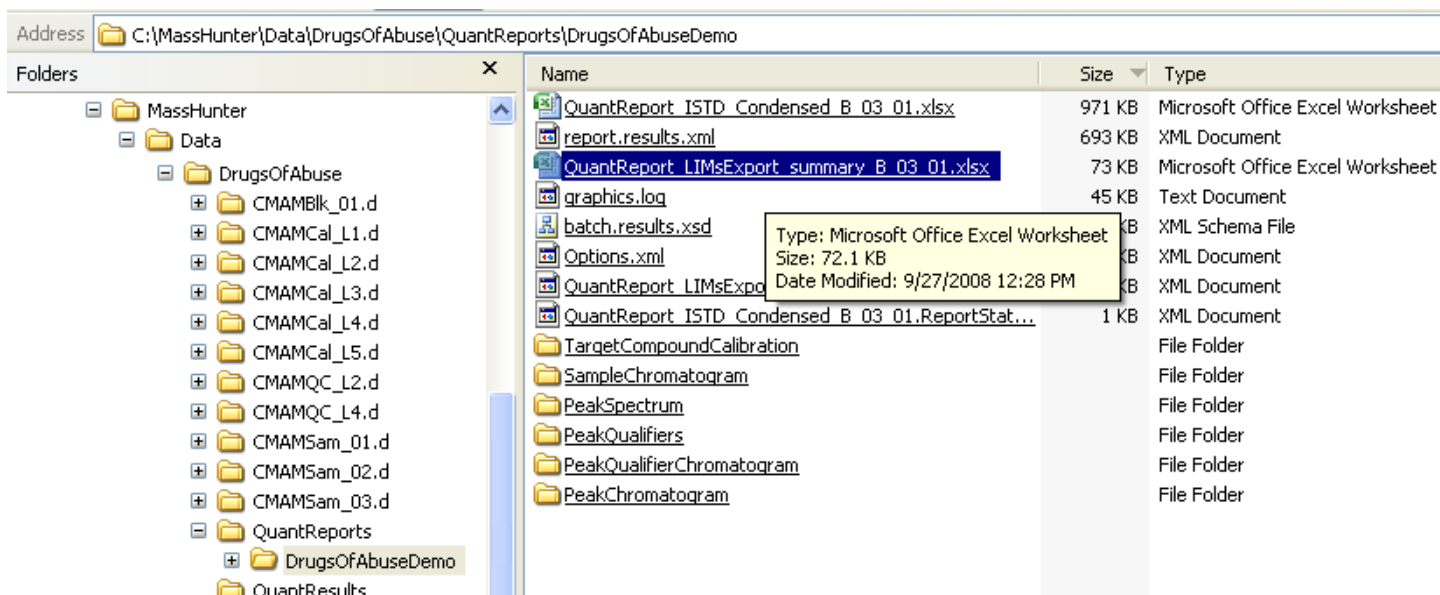 Address C:\MassHunter\Data\DrugsOfAbuse\QuantReports\DrugsOfAbuseDemo
Folders
MassHunter
Data
DrugsOfAbuse
CMAMBlk_01.d
CMAMCal_L1.d
CMAMCal_L2.d
CMAMCal_L3.d
CMAMCal_L4.d
CMAMCal_L5.d
CMAMQC_L2.d
CMAMQC_L4.d
CMAMSam_01.d
CMAMSam_02.d
CMAMSam_03.d
QuantReports
DrugsOfAbuseDemo
QuantResults
Name Size Type
QuantReport_ISTD_Condensed_B_03_01.xlsx 971 KB Microsoft Office Excel Worksheet
report.results.xml 693 KB XML Document
QuantReport_LIMsExport_summary_B_03_01.xlsx 73 KB Microsoft Office Excel Worksheet
graphics.log 45 KB Text Document
batch.results.xsd KB XML Schema File
Options.xml KB XML Document
QuantReport_LIMsExpo KB XML Document
QuantReport_ISTD_Condensed_B_03_01.ReportStat... 1 KB XML Document
TargetCompoundCalibration File Folder
SampleChromatogram File Folder
PeakSpectrum File Folder
PeakQualifiers File Folder
PeakQualifierChromatogram File Folder
PeakChromatogram File Folder
Type: Microsoft Office Excel Worksheet
Size: 72.1 KB
Date Modified: 9/27/2008 12:28 PM